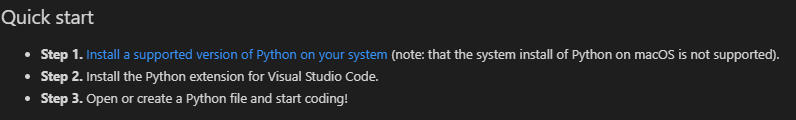 Quick start
• Step 1. Install a supported version of Python on your system (note: that the system install of Python on macOS is not supported).
• Step 2. Install the Python extension for Visual Studio Code.
• Step 3. Open or create a Python file and start coding!